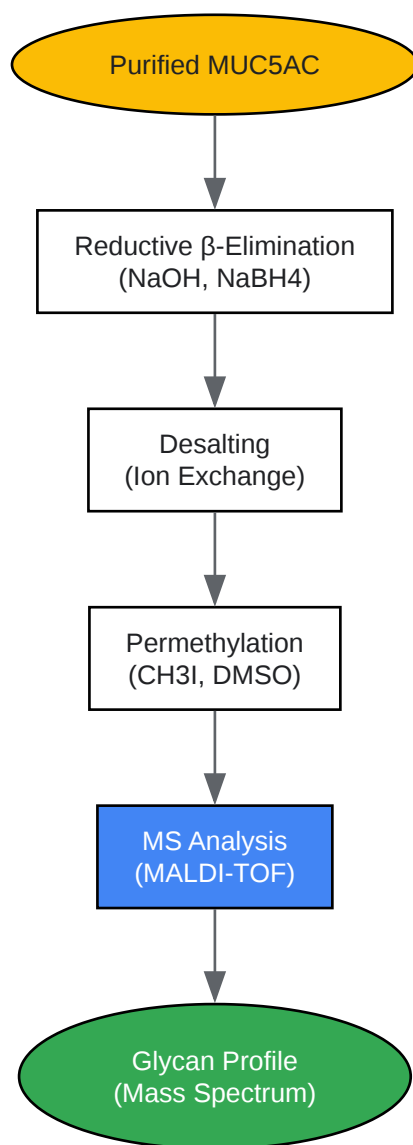 Purified MUC5AC
Reductive β-Elimination
(NaOH, NaBH4)
Desalting
(Ion Exchange)
Permethylation
(CH3I, DMSO)
MS Analysis
(MALDI-TOF)
Glycan Profile
(Mass Spectrum)